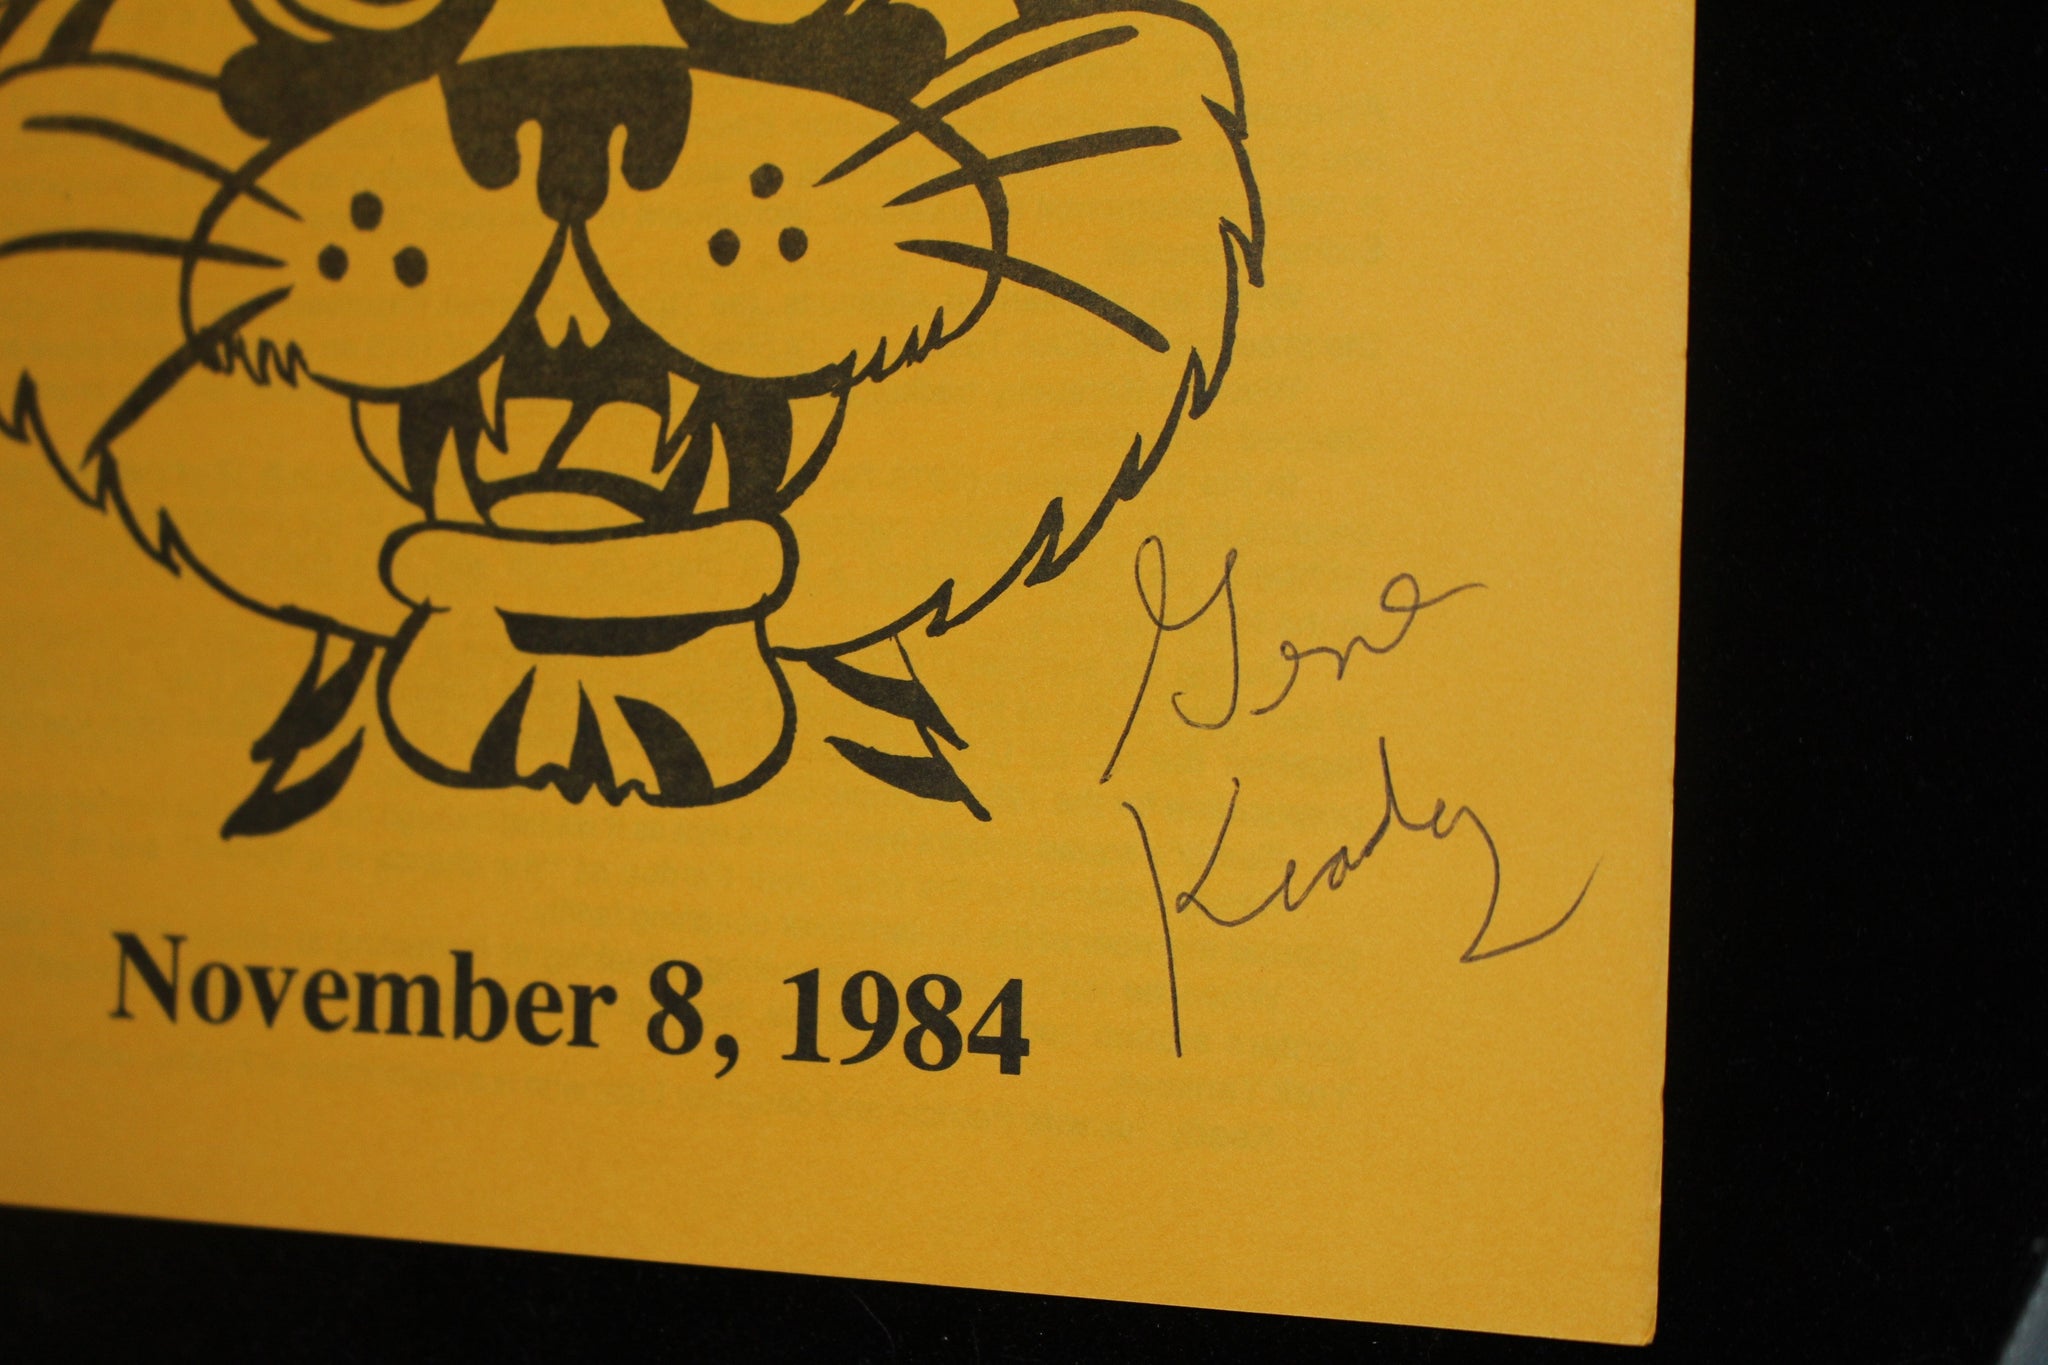 Gene
Keady
November 8, 1984